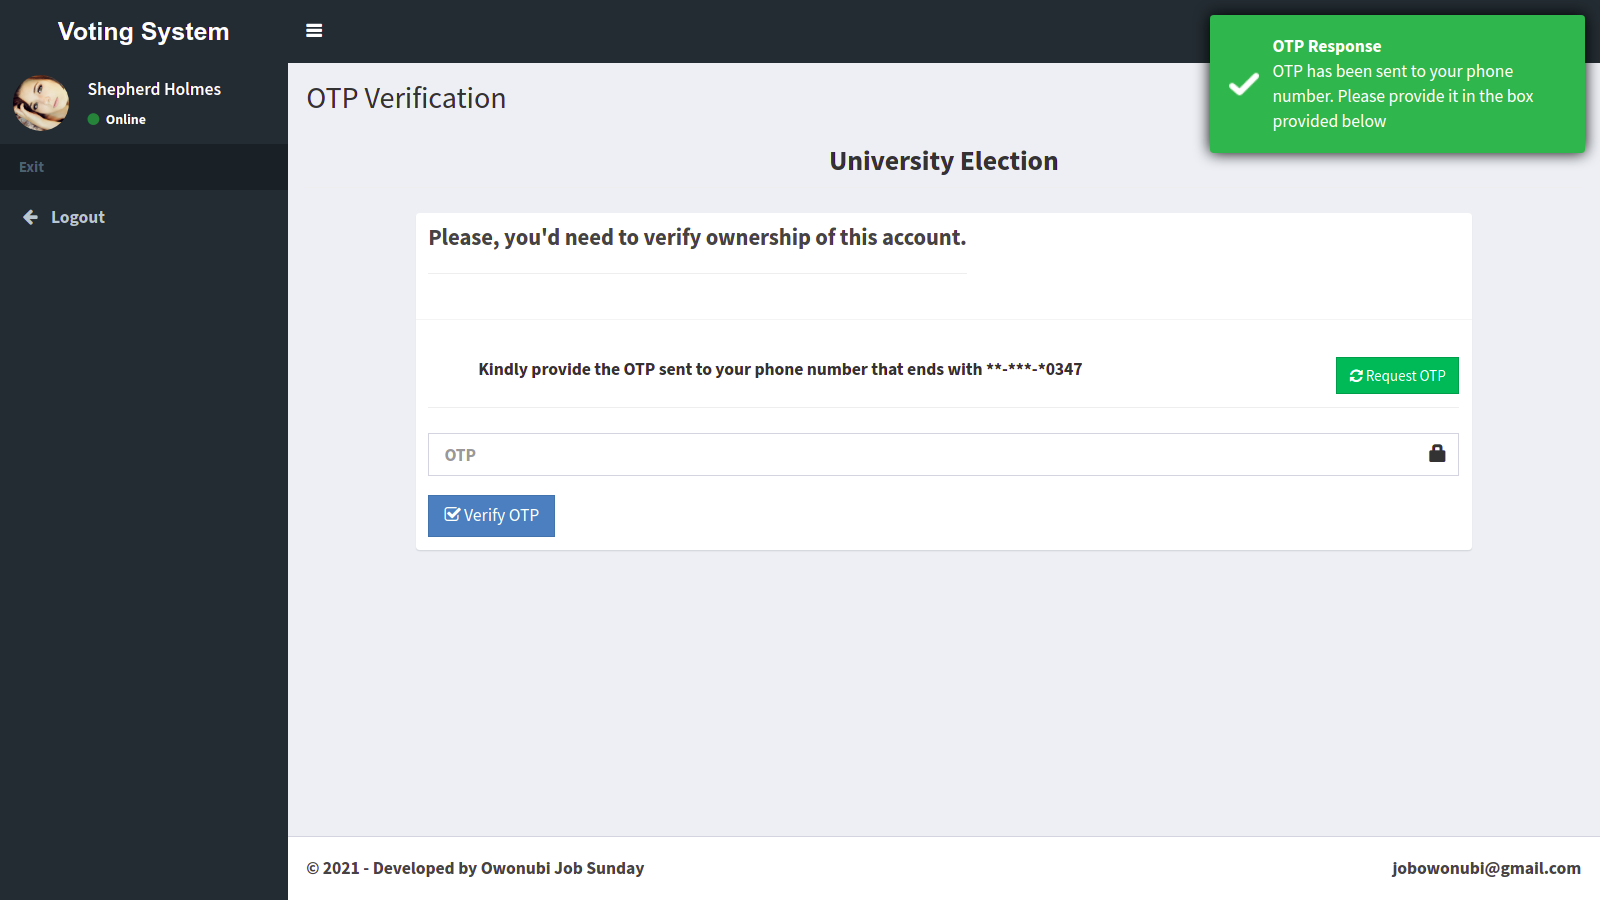 Voting System
Shepherd Holmes
Online
Exit
Logout
OTP Response
OTP has been sent to your phone
number. Please provide it in the box
provided below
OTP Verification
University Election
Please, you'd need to verify ownership of this account.
Kindly provide the OTP sent to your phone number that ends with **-***-*0347
Request OTP
OTP
Verify OTP
© 2021 - Developed by Owonubi Job Sunday
jobowonubi@gmail.com